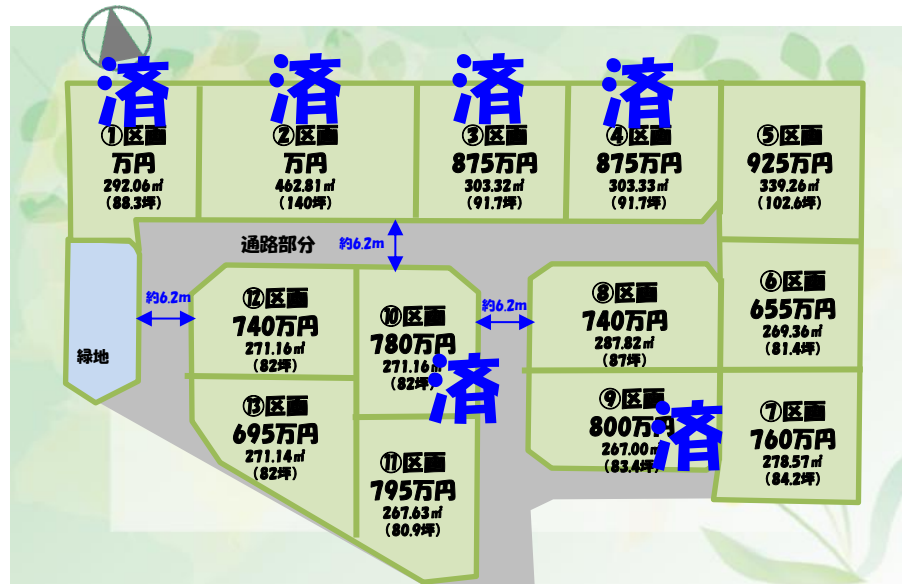 済
①区画
万円
292.06㎡
(88.3坪)
済
②区画
万円
462.81㎡
(140坪)
済
③区画
875万円
303.32㎡
(91.7坪)
済
④区画
875万円
303.33㎡
(91.7坪)
⑤区画
925万円
339.26㎡
(102.6坪)
通路部分
約6.2m
⑥区画
655万円
269.36㎡
(81.4坪)
緑地
約6.2m
⑫区画
740万円
271.16㎡
(82坪)
⑩区画
780万円
271.16㎡
(82坪)
済
約6.2m
⑧区画
740万円
287.82㎡
(87坪)
⑬区画
695万円
271.14㎡
(82坪)
⑪区画
795万円
267.63㎡
(80.9坪)
⑨区画
800万円
267.00㎡
(83.4坪)
済
⑦区画
760万円
278.57㎡
(84.2坪)